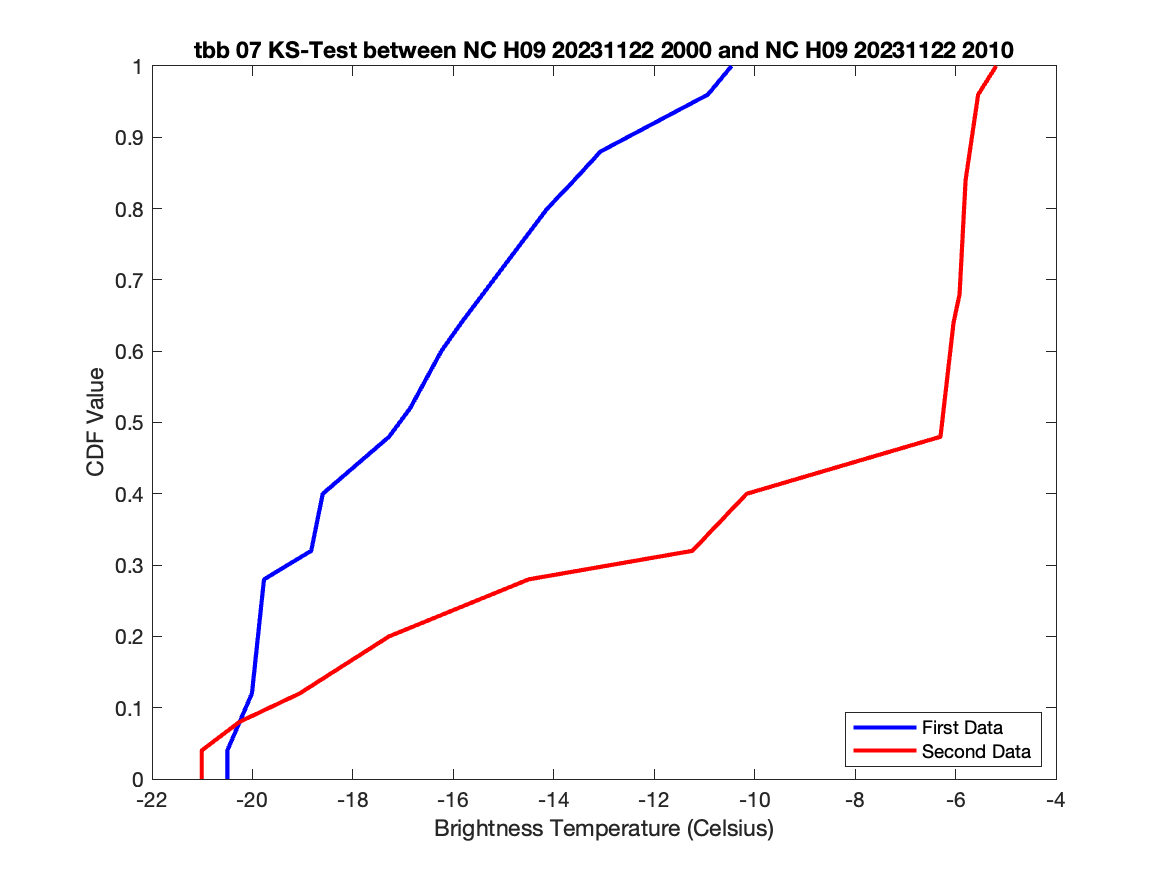 tbb 07 KS-Test between NC H09 20231122 2000 and NC H09 20231122 2010
1
0.9
0.8
0.7
0.6
0.5
0.4
0.3
0.2
0.1
0
CDF Value
First Data
Second Data
-22 -20 -18 -16 -14 -12 -10 -8 -6 -4
Brightness Temperature (Celsius)